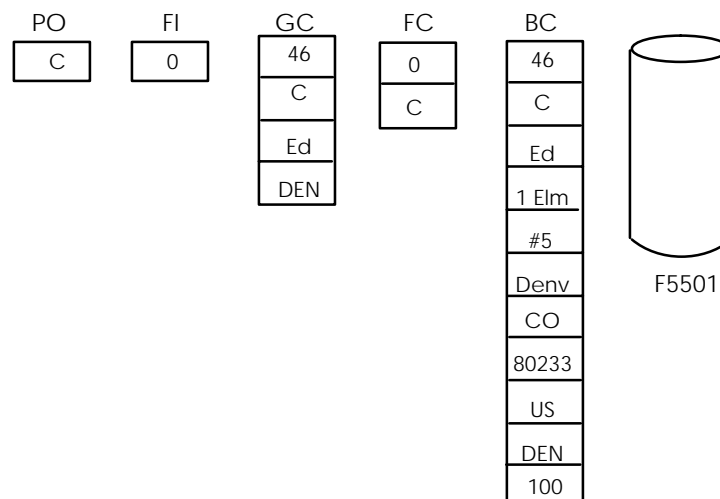 PO FI GC FC BC
C
0
46
C
Ed
DEN
0
C
46
C
Ed
1 Elm
#5
Denv
CO
80233
US
DEN
100
F5501